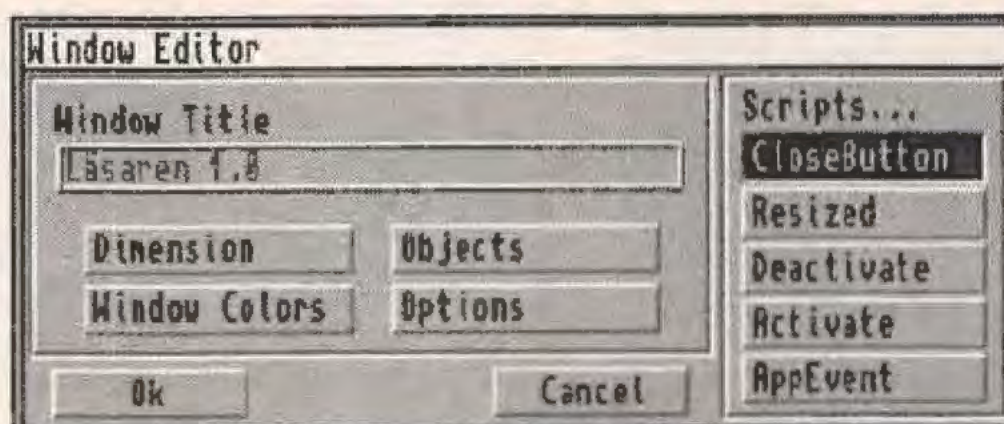 Window Editor
Window Title
Läsaren 1.0
Dimension
Objects
Window Colors
Options
Ok
Cancel
Scripts...
CloseButton
Resized
Deactivate
Activate
AppEvent